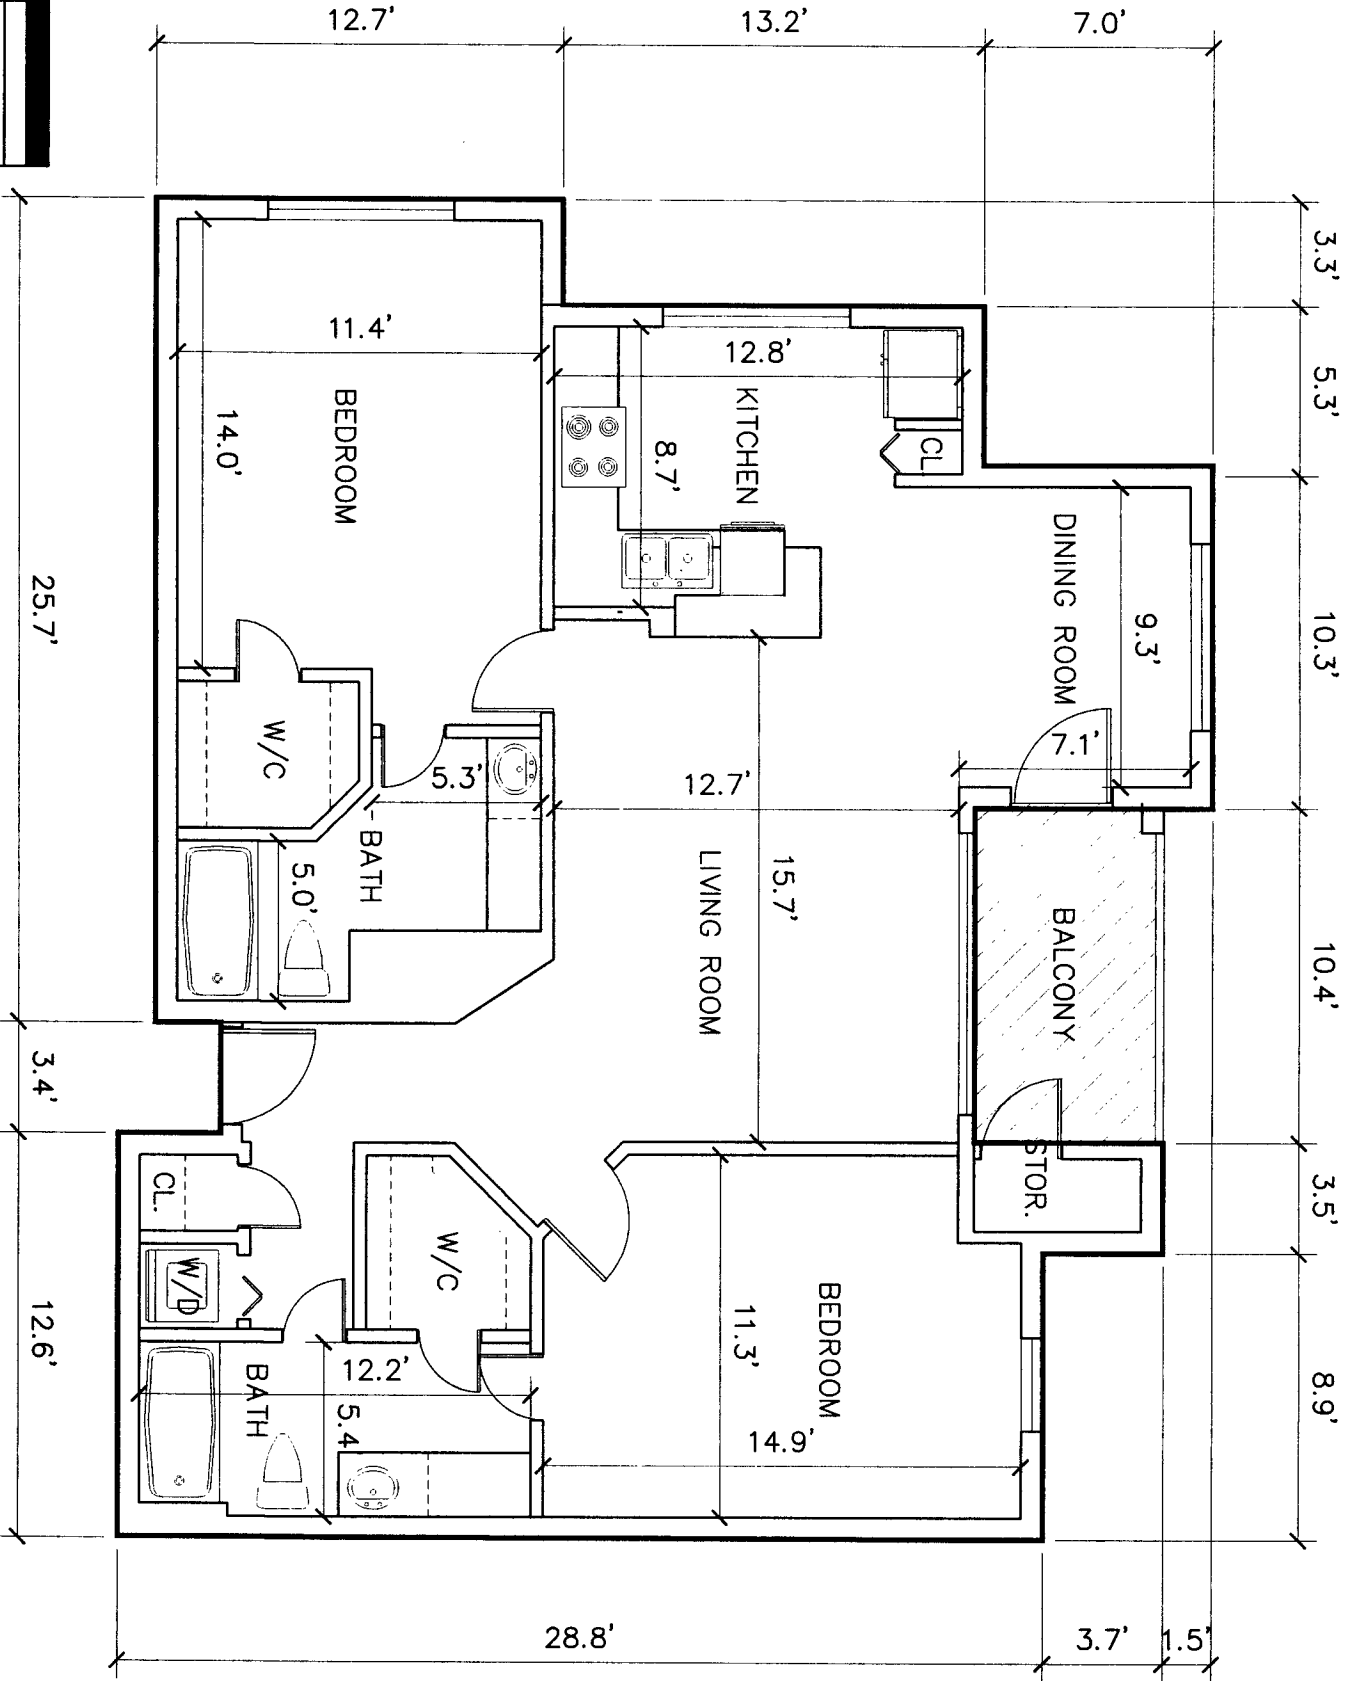 12.7'
13.2'
7.0'
3.3'
5.3'
10.3'
10.4'
3.5'
8.9'
11.4'
14.0'
BEDROOM
12.8'
KITCHEN
8.7'
CL
DINING ROOM
9.3'
7.1'
W/C
5.3'
BATH
5.0'
12.7'
15.7'
LIVING ROOM
BALCONY
STOR.
25.7'
3.4'
12.6'
CL.
W/D
W/C
BATH
12.2'
5.4
BEDROOM
11.3'
14.9'
28.8'
3.7'
1.5'